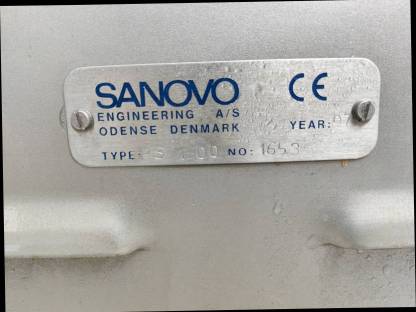 SANOVO CE
ENGINEERING A/S
ODENSE DENMARK YEAR:
TYPE: NO: 1653